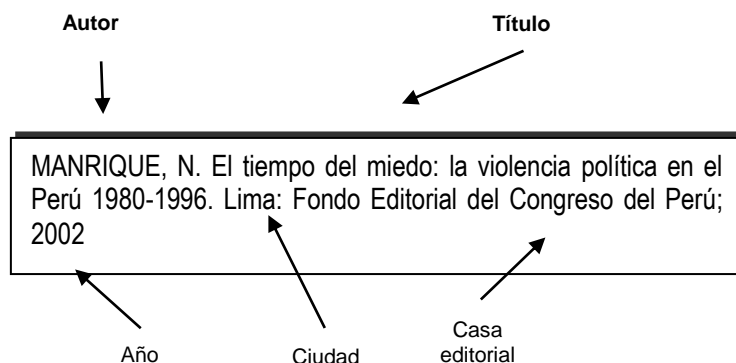 Autor
Título
MANRIQUE, N. El tiempo del miedo: la violencia política en el
Perú 1980-1996. Lima: Fondo Editorial del Congreso del Perú;
2002
Año
Ciudad
Casa
editorial